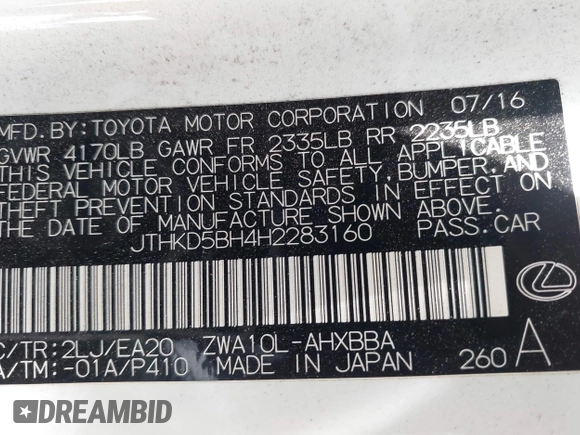 MFD. BY: TOYOTA MOTOR CORPORATION 07/16
GVWR 4170LB GAWR FR 2335LB RR 2235LB
THIS VEHICLE CONFORMS TO ALL APPLICABLE
FEDERAL MOTOR VEHICLE SAFETY, BUMPER, AND
THEFT PREVENTION STANDARDS IN EFFECT ON
THE DATE OF MANUFACTURE SHOWN ABOVE.
JTHKD5BH4H2283160 PASS.CAR
C/TR:2LJ/EA20 ZWA10L-AHXBBA
A/TM:-01A/P410 MADE IN JAPAN 260 A
DREAMBID